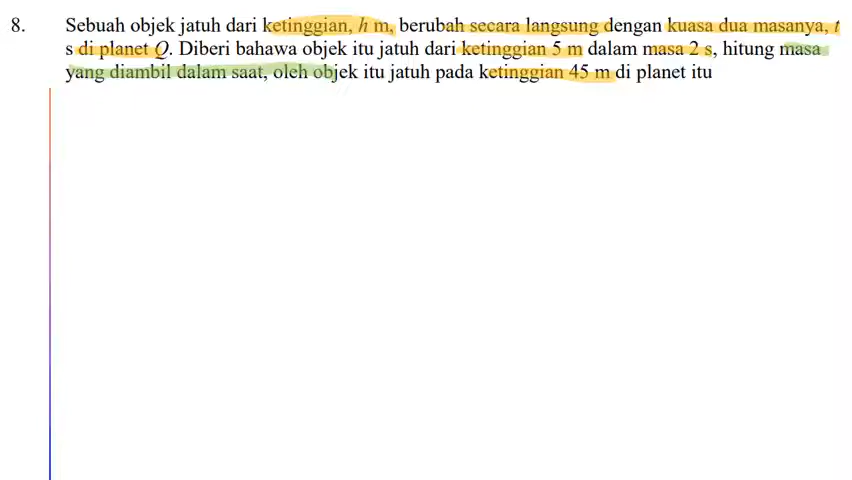 8. Sebuah objek jatuh dari ketinggian, h m, berubah secara langsung dengan kuasa dua masanya, t
s di planet Q. Diberi bahawa objek itu jatuh dari ketinggian 5 m dalam masa 2 s, hitung masa
yang diambil dalam saat, oleh objek itu jatuh pada ketinggian 45 m di planet itu